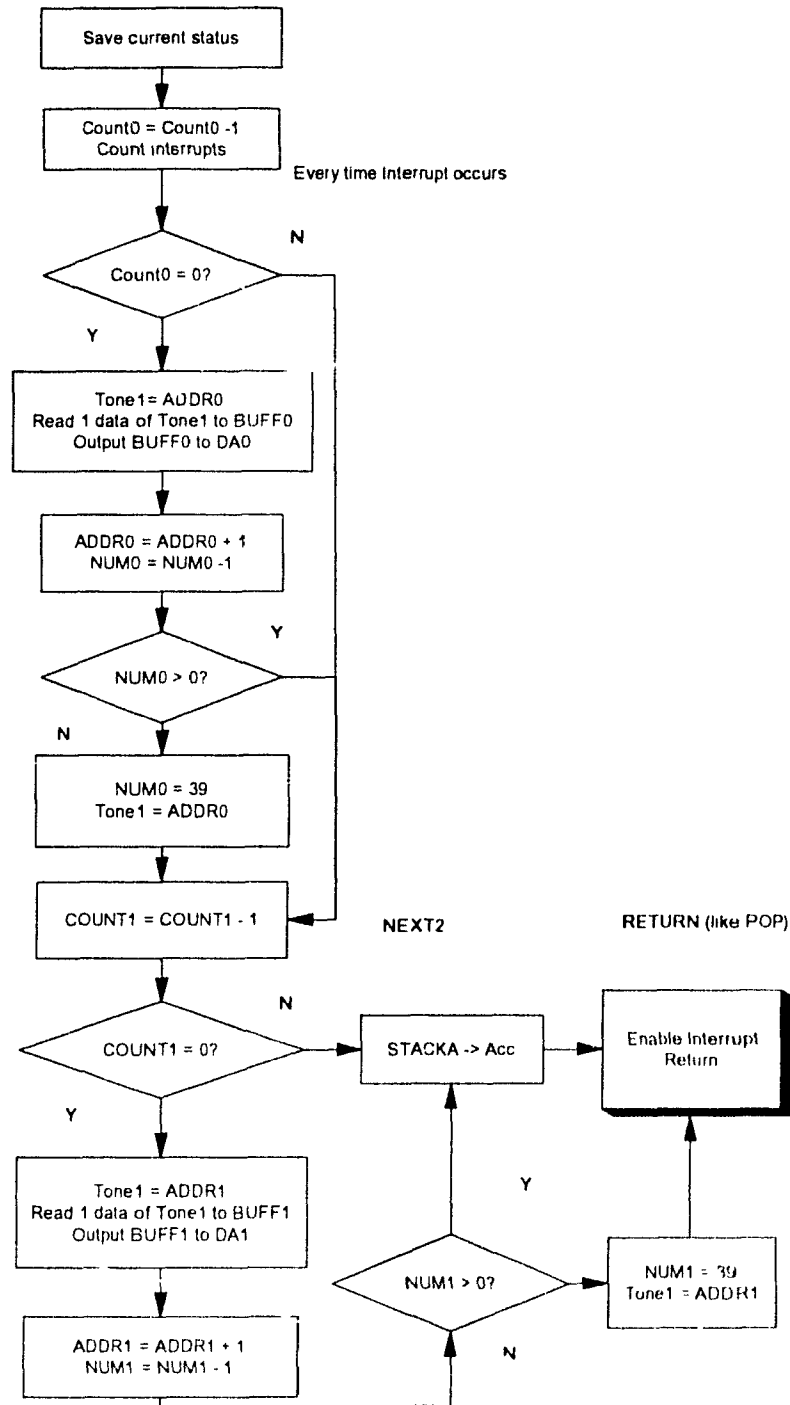 Save current status
Count0 = Count0 -1
Count interrupts
Every time Interrupt occurs
N
Count0 = 0?
Y
Tone1= ADDR0
Read 1 data of Tone1 to BUFF0
Output BUFF0 to DA0
ADDR0 = ADDR0 + 1
NUM0 = NUM0 -1
Y
NUM0 > 0?
N
NUM0 = 39
Tone1 = ADDR0
COUNT1 = COUNT1 - 1
NEXT2
RETURN (like POP)
N
COUNT1 = 0?
STACKA -> Acc
Enable Interrupt
Return
Y
Tone1 = ADDR1
Read 1 data of Tone1 to BUFF1
Output BUFF1 to DA1
Y
NUM1 > 0?
NUM1 = 39
Tone1 = ADDR1
N
ADDR1 = ADDR1 + 1
NUM1 = NUM1 - 1